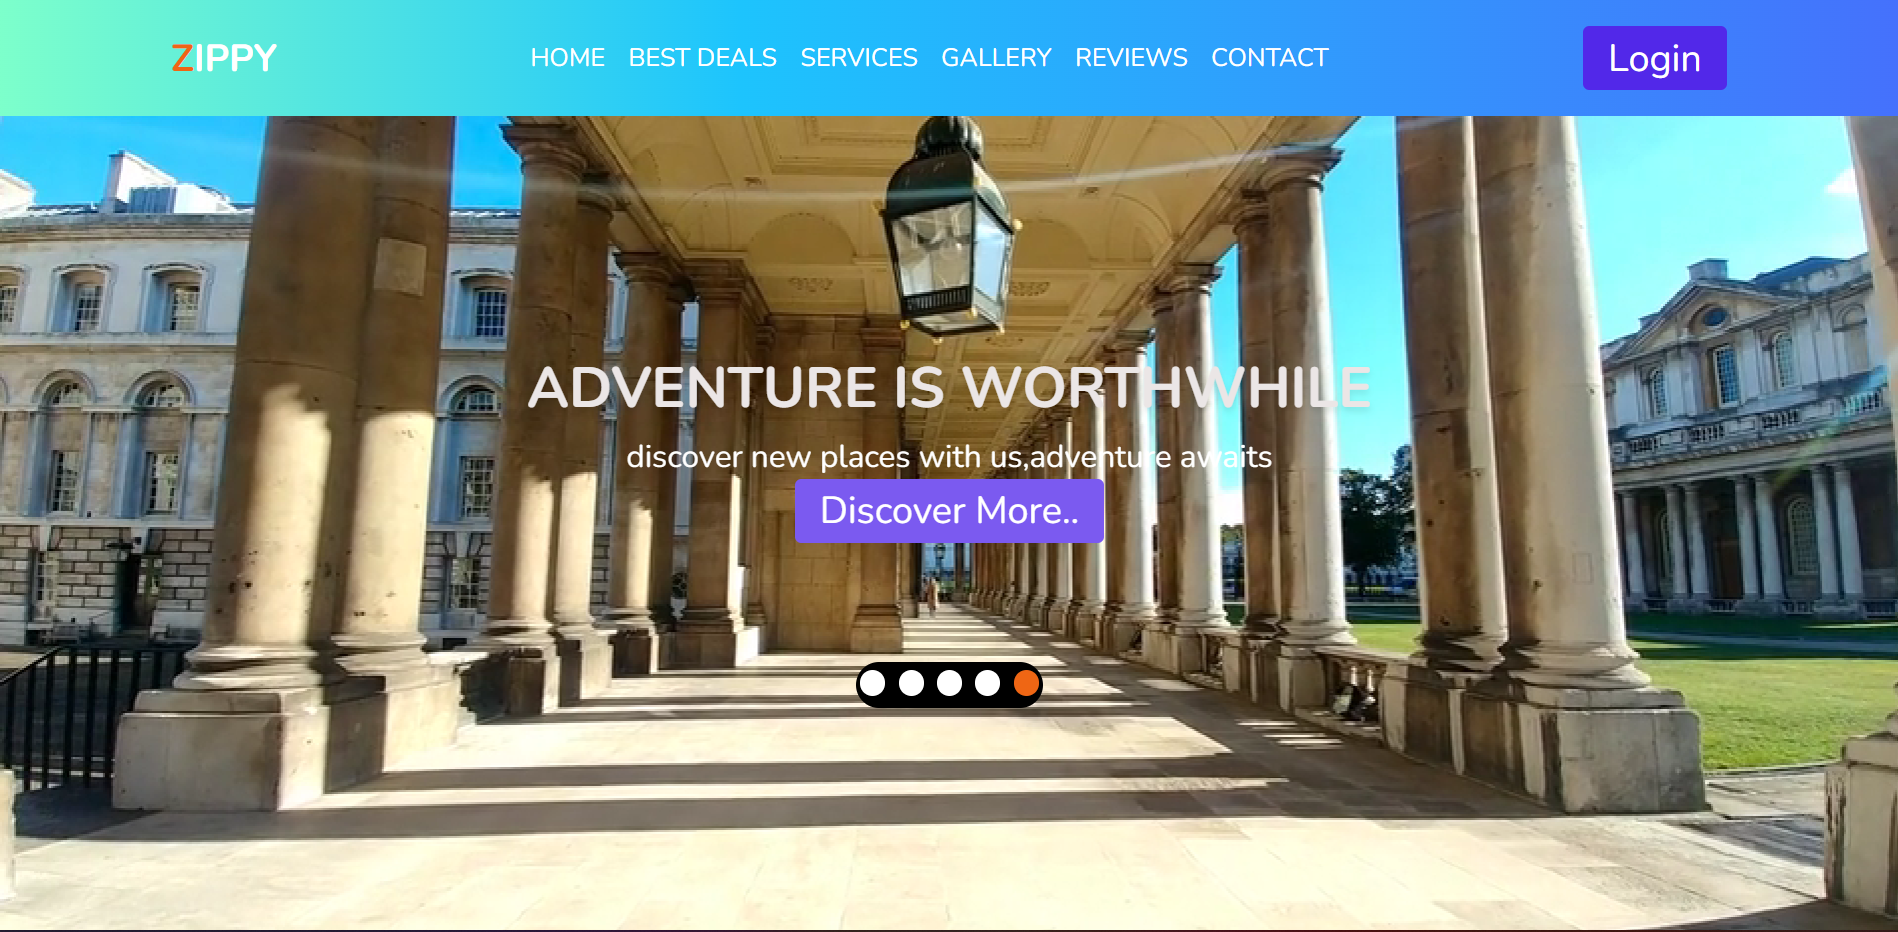 ZIPPY
HOME BEST DEALS SERVICES GALLERY REVIEWS CONTACT
Login
ADVENTURE IS WORTHWHILE
discover new places with us,adventure awaits
Discover More..